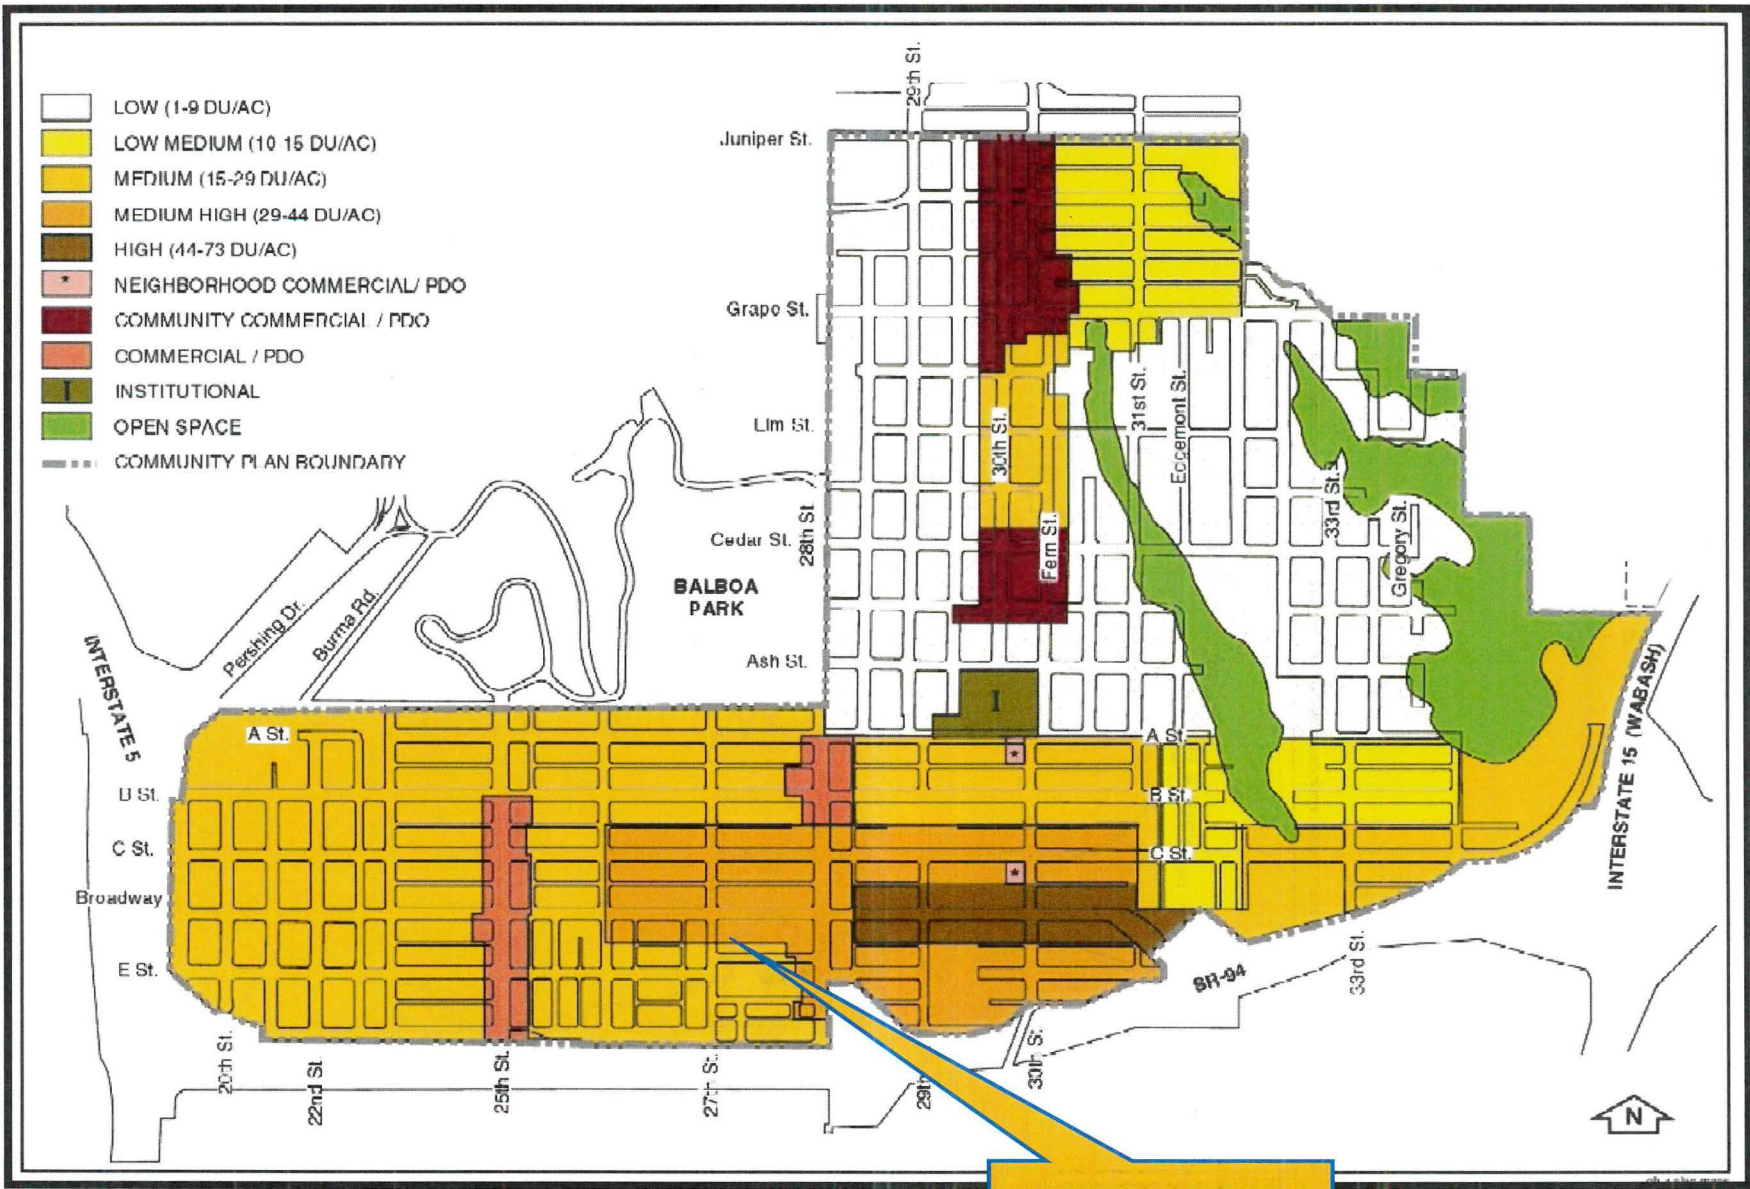 LOW (1-9 DU/AC)
LOW MEDIUM (10-15 DU/AC)
MEDIUM (15-29 DU/AC)
MEDIUM HIGH (29-44 DU/AC)
HIGH (44-73 DU/AC)
* NEIGHBORHOOD COMMERCIAL/ PDO
COMMUNITY COMMERCIAL / PDO
COMMERCIAL / PDO
I INSTITUTIONAL
OPEN SPACE
COMMUNITY PLAN BOUNDARY
29th St.
Juniper St.
Grape St.
Elm St.
30th St.
31st St.
Edgemont St.
33rd St.
Gregory St.
28th St.
Cedar St.
Fern St.
BALBOA
PARK
Pershing Dr.
Burma Rd.
Ash St.
INTERSTATE 5
INTERSTATE 15 (WABASH)
I
A St.
A St.
*
B St.
B St.
C St.
C St.
*
Broadway
E St.
SR-94
33rd St.
20th St.
22nd St.
25th St.
27th St.
29th
30th St.
N